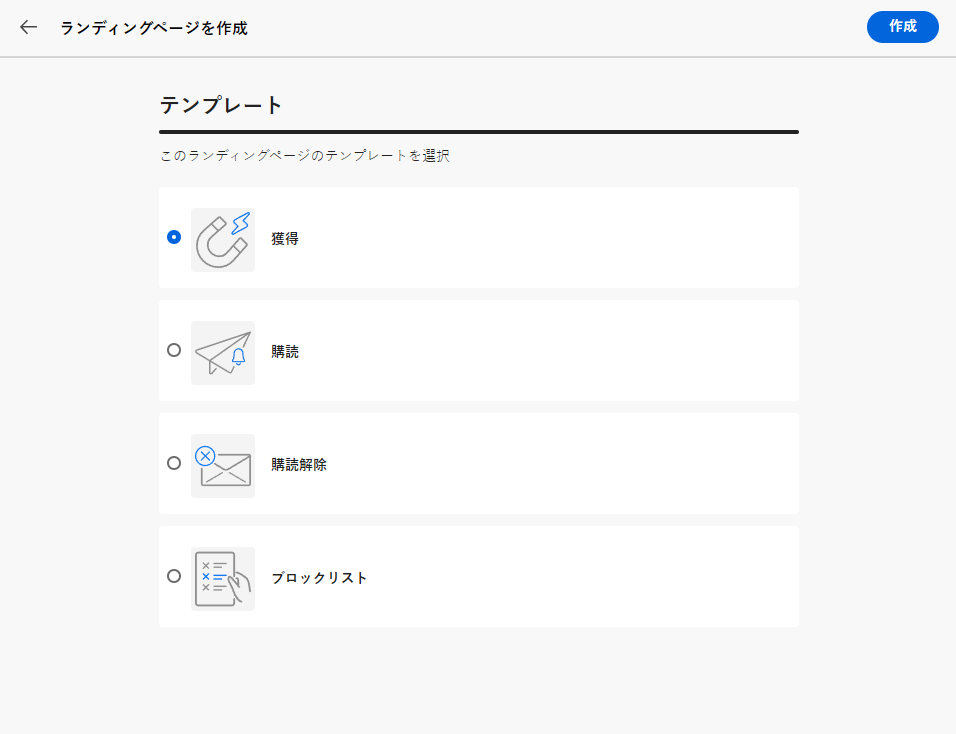 ランディングページを作成
作成
テンプレート
このランディングページのテンプレートを選択
獲得
購読
購読解除
ブロックリスト